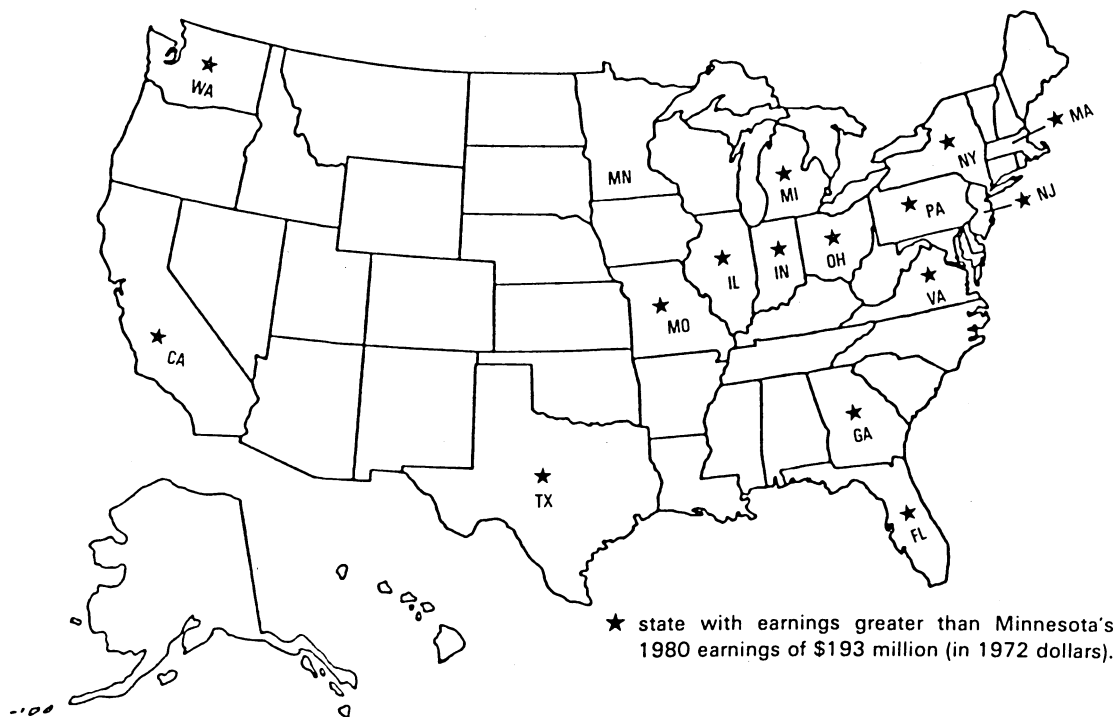 WA
MA
NY
MN
MI
NJ
PA
OH
IN
IL
VA
MO
CA
GA
TX
FL
★ state with earnings greater than Minnesota's
1980 earnings of $193 million (in 1972 dollars).